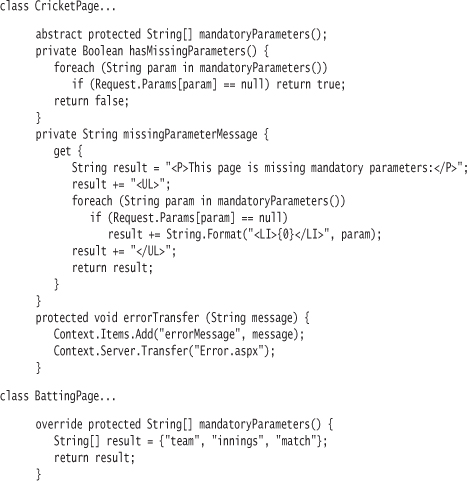 class CricketPage...
abstract protected String[] mandatoryParameters();
private Boolean hasMissingParameters() {
foreach (String param in mandatoryParameters())
if (Request.Params[param] == null) return true;
return false;
}
private String missingParameterMessage {
get {
String result = "<P>This page is missing mandatory parameters:</P>";
result += "<UL>";
foreach (String param in mandatoryParameters())
if (Request.Params[param] == null)
result += String.Format("<LI>{0}</LI>", param);
result += "</UL>";
return result;
}
}
protected void errorTransfer (String message) {
Context.Items.Add("errorMessage", message);
Context.Server.Transfer("Error.aspx");
}
class BattingPage...
override protected String[] mandatoryParameters() {
String[] result = {"team", "innings", "match"};
return result;
}